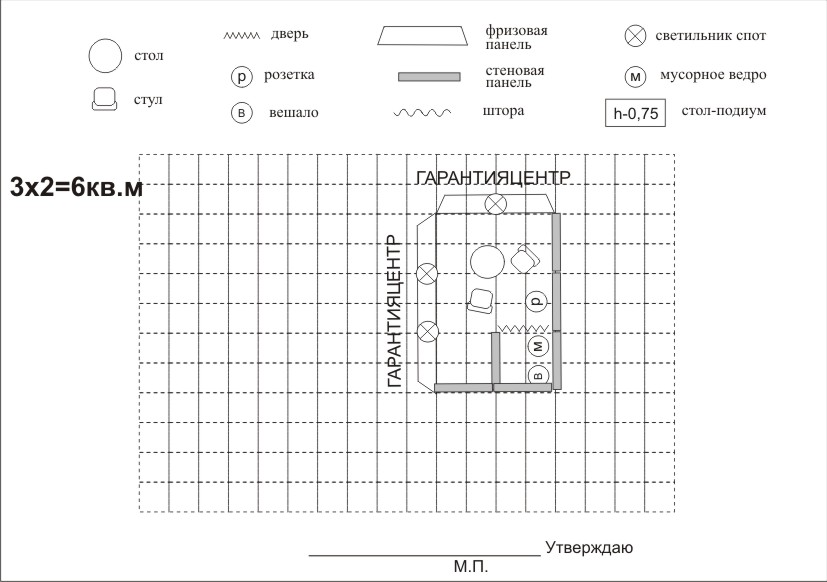 дверь
фризовая
панель
светильник спот
стол
р розетка
стеновая
панель
м мусорное ведро
стул
в вешало
штора
h-0,75 стол-подиум
3x2=6кв.м
ГАРАНТИЯЦЕНТР
ГАРАНТИЯЦЕНТР
р
м
в
Утверждаю
М.П.